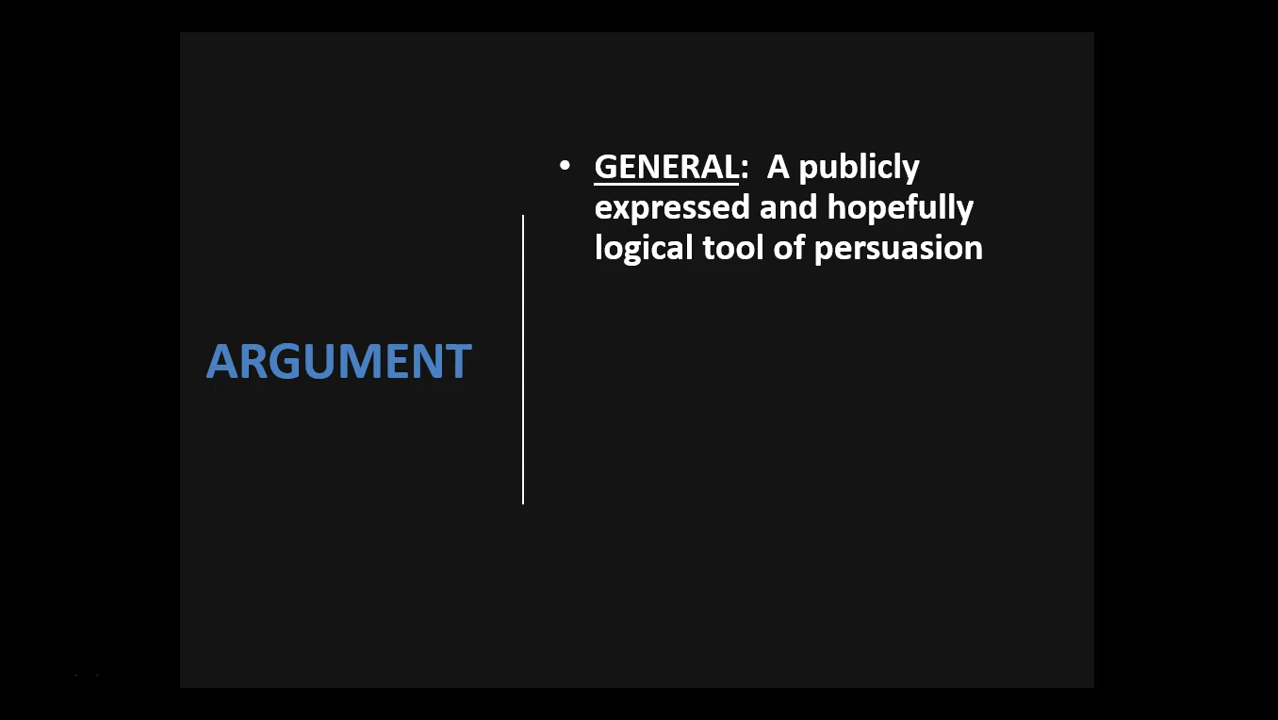 ARGUMENT
• GENERAL:  A publicly
expressed and hopefully
logical tool of persuasion